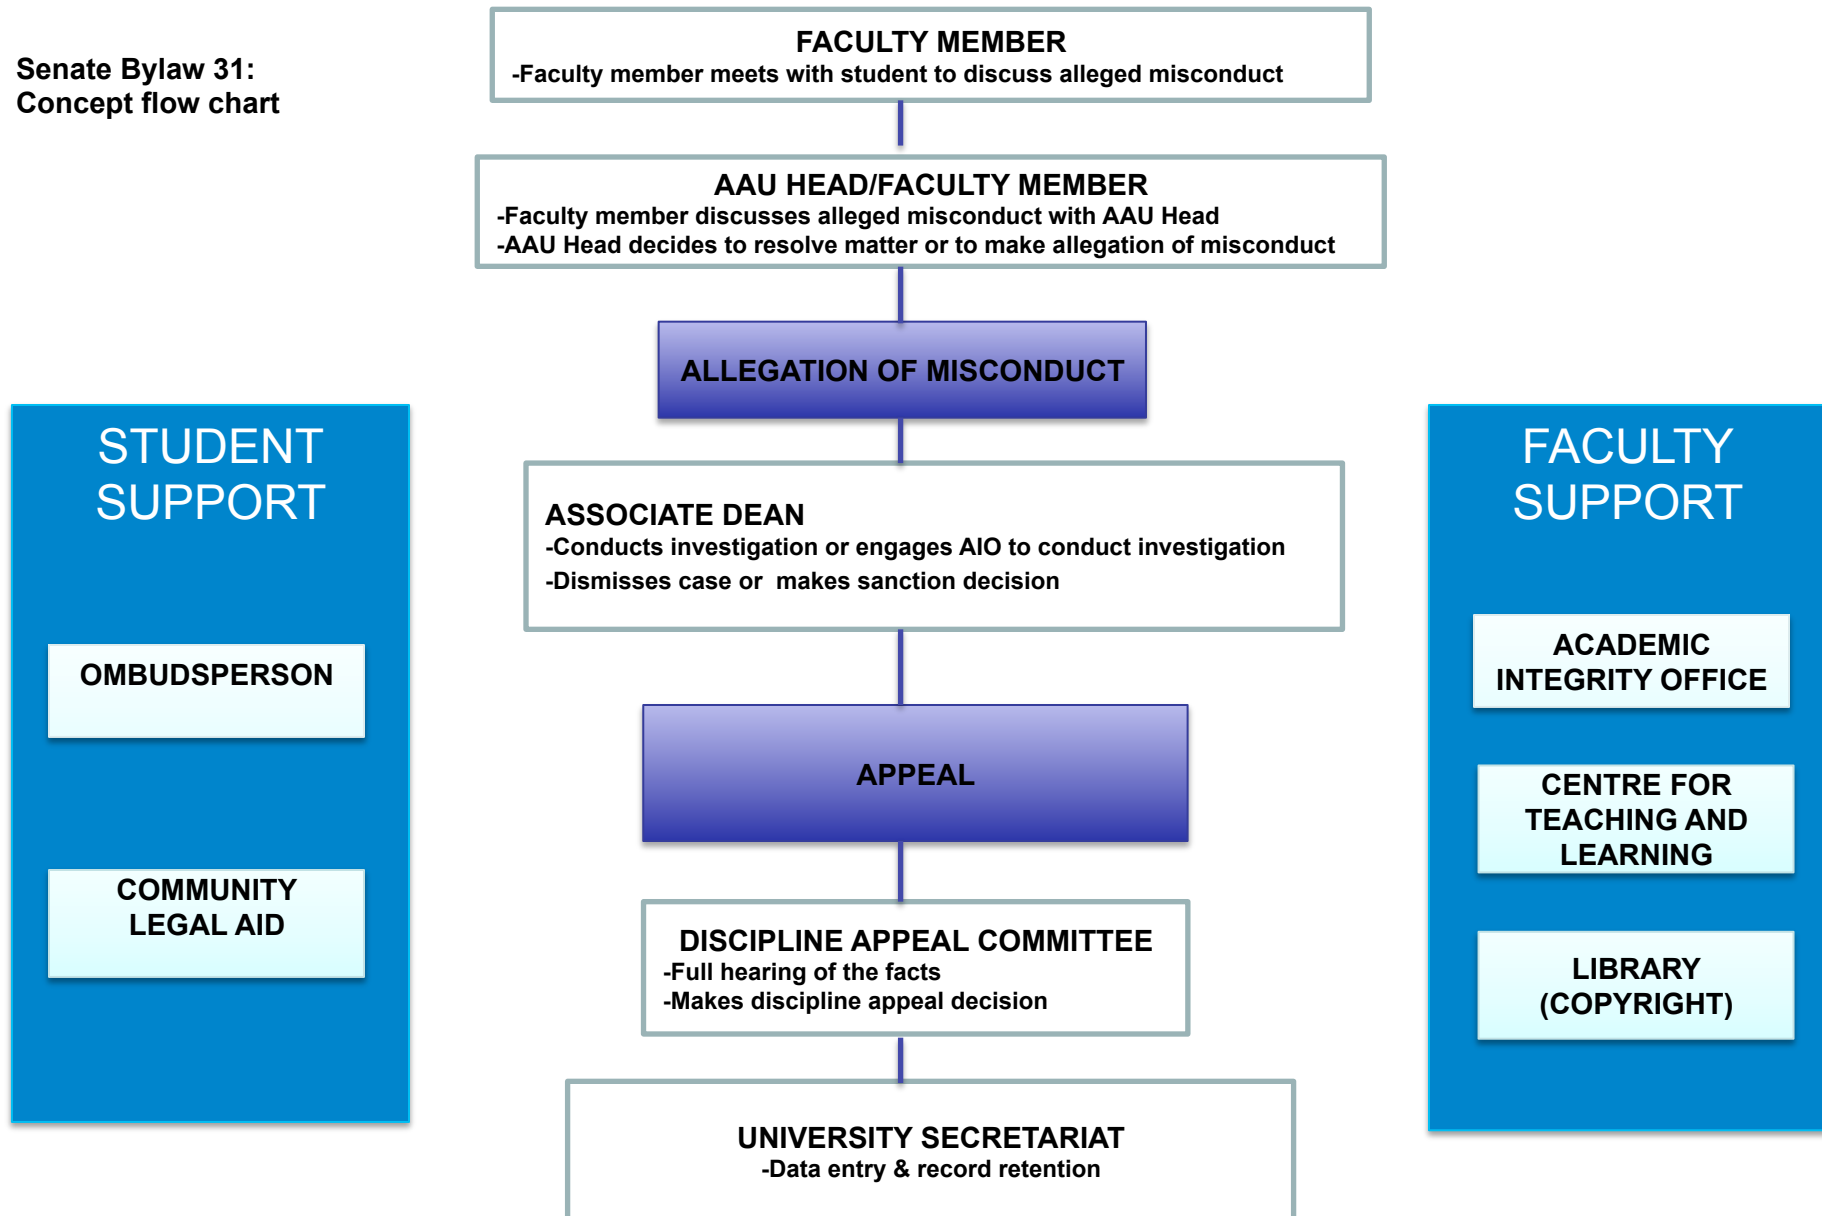 Senate Bylaw 31:
Concept flow chart
FACULTY MEMBER
-Faculty member meets with student to discuss alleged misconduct
AAU HEAD/FACULTY MEMBER
-Faculty member discusses alleged misconduct with AAU Head
-AAU Head decides to resolve matter or to make allegation of misconduct
ALLEGATION OF MISCONDUCT
STUDENT
SUPPORT
OMBUDSPERSON
COMMUNITY
LEGAL AID
ASSOCIATE DEAN
-Conducts investigation or engages AIO to conduct investigation
-Dismisses case or  makes sanction decision
APPEAL
DISCIPLINE APPEAL COMMITTEE
-Full hearing of the facts
-Makes discipline appeal decision
UNIVERSITY SECRETARIAT
-Data entry & record retention
FACULTY
SUPPORT
ACADEMIC
INTEGRITY OFFICE
CENTRE FOR
TEACHING AND
LEARNING
LIBRARY
(COPYRIGHT)